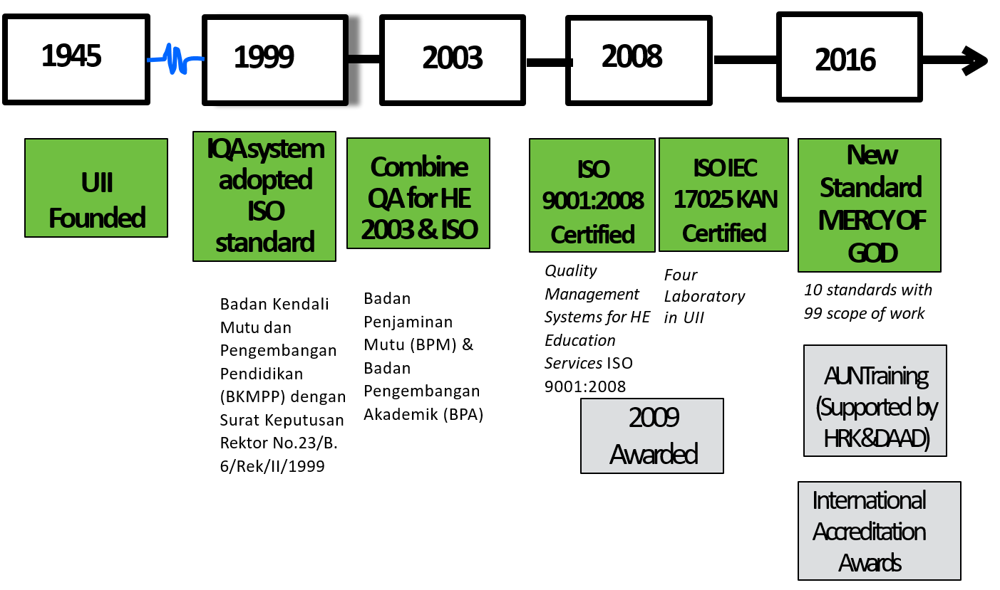 1945
1999
2003
2008
2016
UII
Founded
IQA system
adopted
ISO
standard
Badan Kendali
Mutu dan
Pengembangan
Pendidikan
(BKMPP) dengan
Surat Keputusan
Rektor No.23/B.
6/Rek/II/1999
Combine
QA for HE
2003 & ISO
Badan
Penjaminan
Mutu (BPM) &
Badan
Pengembangan
Akademik (BPA)
ISO
9001:2008
Certified
Quality
Management
Systems for HE
Education
Services ISO
9001:2008
ISO IEC
17025 KAN
Certified
Four
Laboratory
in UII
2009
Awarded
New
Standard
MERCY OF
GOD
10 standards with
99 scope of work
AUN Training
(Supported by
HRK & DAAD)
International
Accreditation
Awards